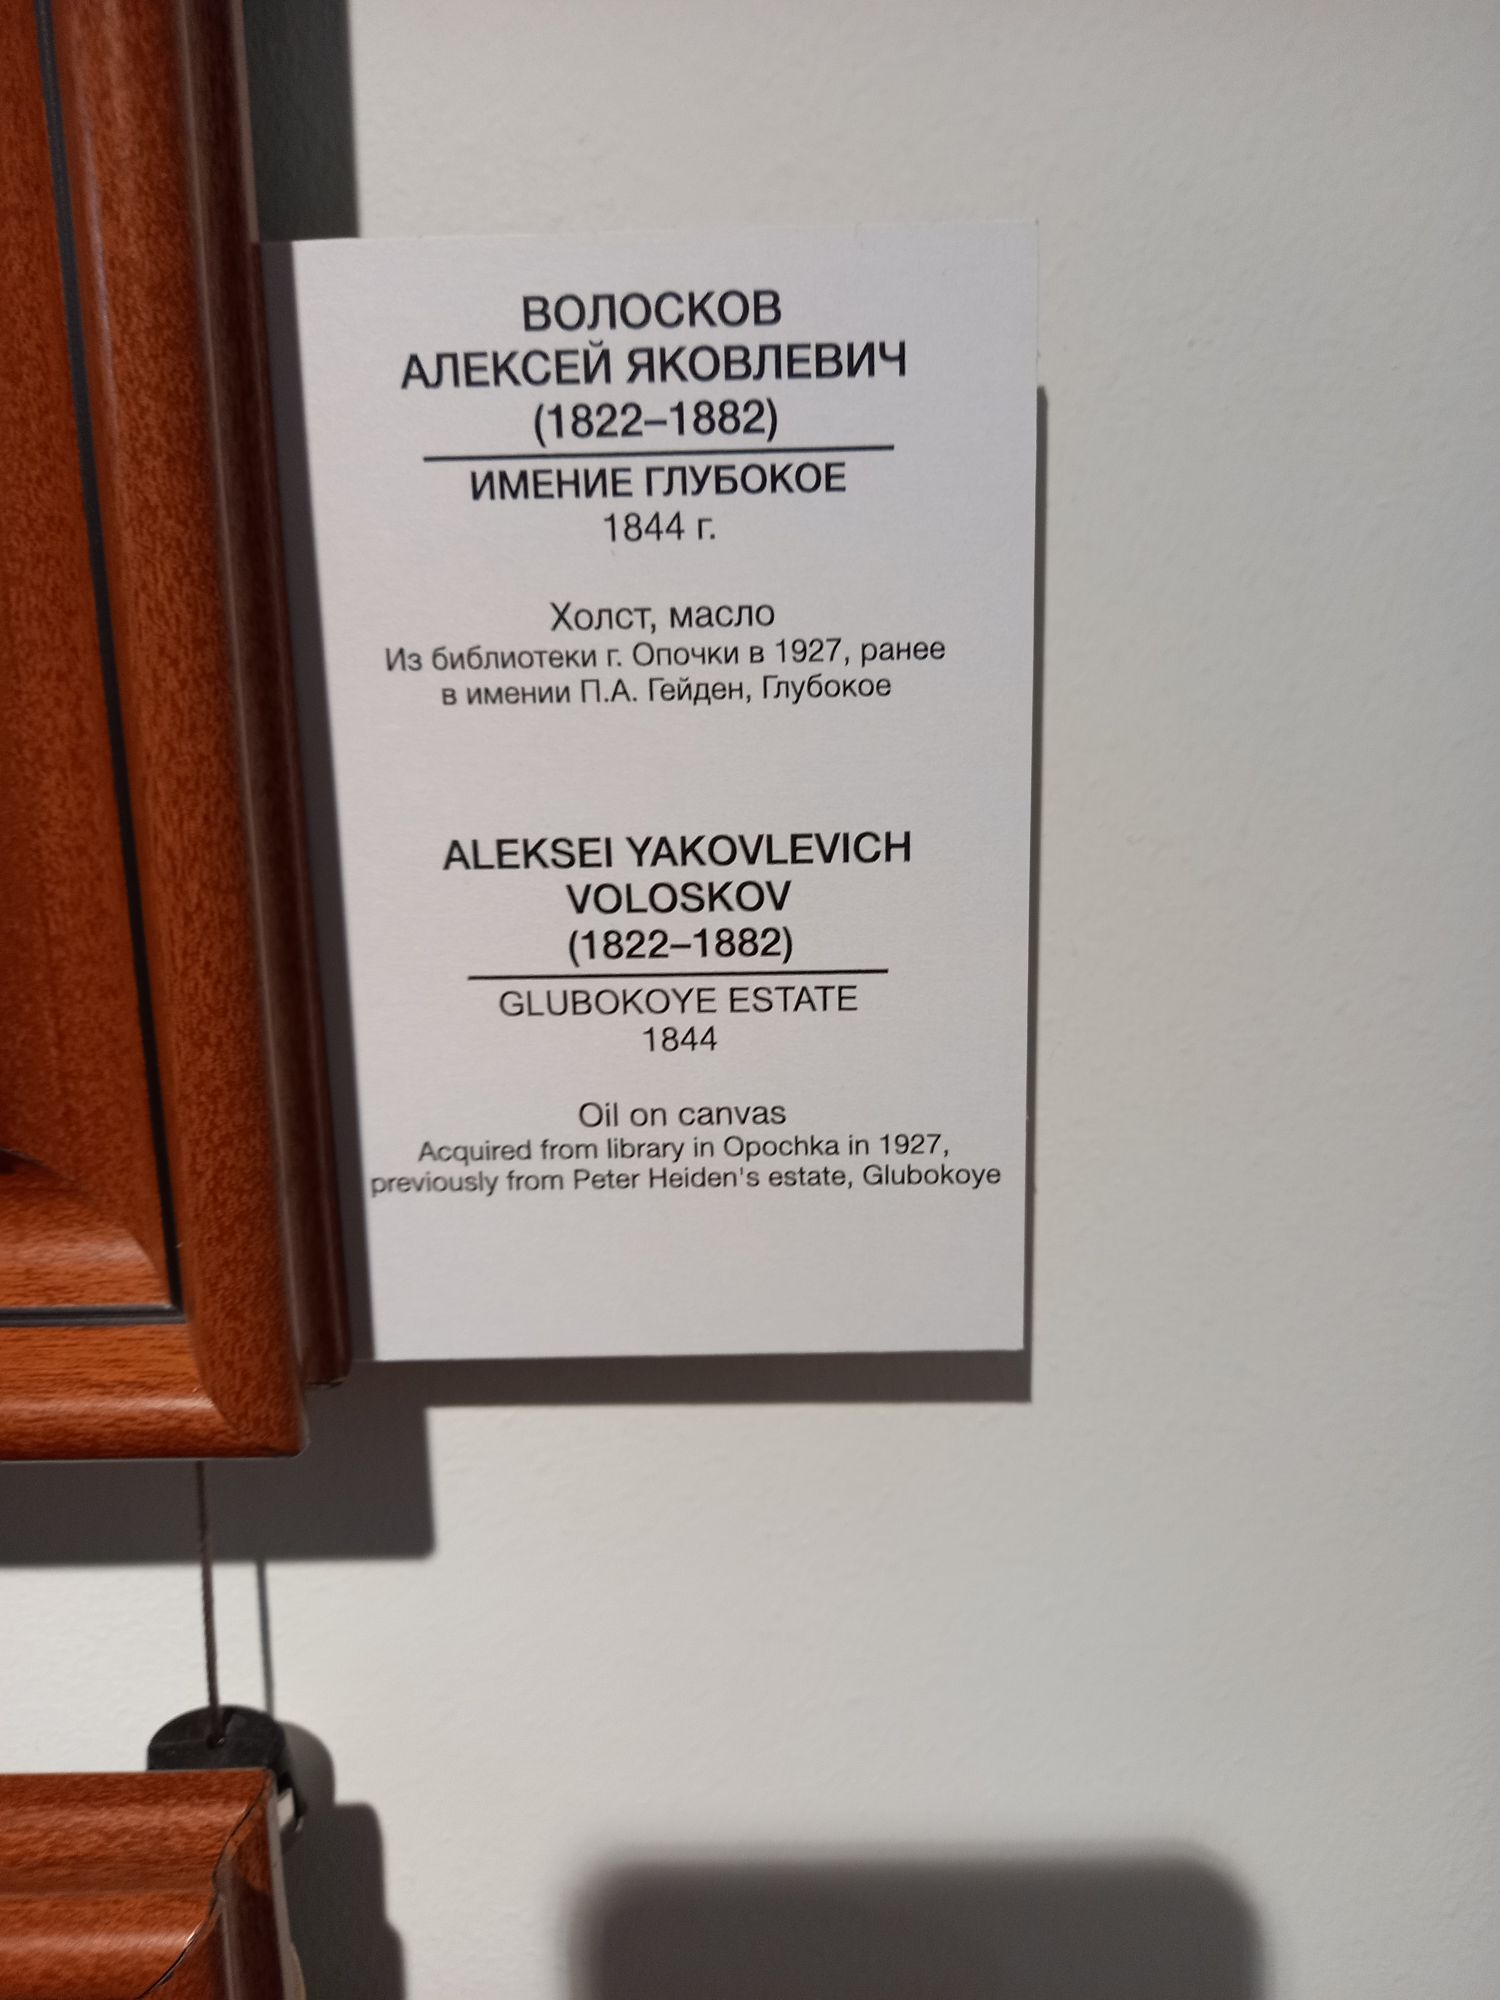 ВОЛОСКОВ
АЛЕКСЕЙ ЯКОВЛЕВИЧ
(1822–1882)
ИМЕНИЕ ГЛУБОКОЕ
1844 г.
Холст, масло
Из библиотеки г. Опочки в 1927, ранее
в имении П.А. Гейден, Глубокое
ALEKSEI YAKOVLEVICH
VOLOSKOV
(1822–1882)
GLUBOKOYE ESTATE
1844
Oil on canvas
Acquired from library in Opochka in 1927,
previously from Peter Heiden's estate, Glubokoye